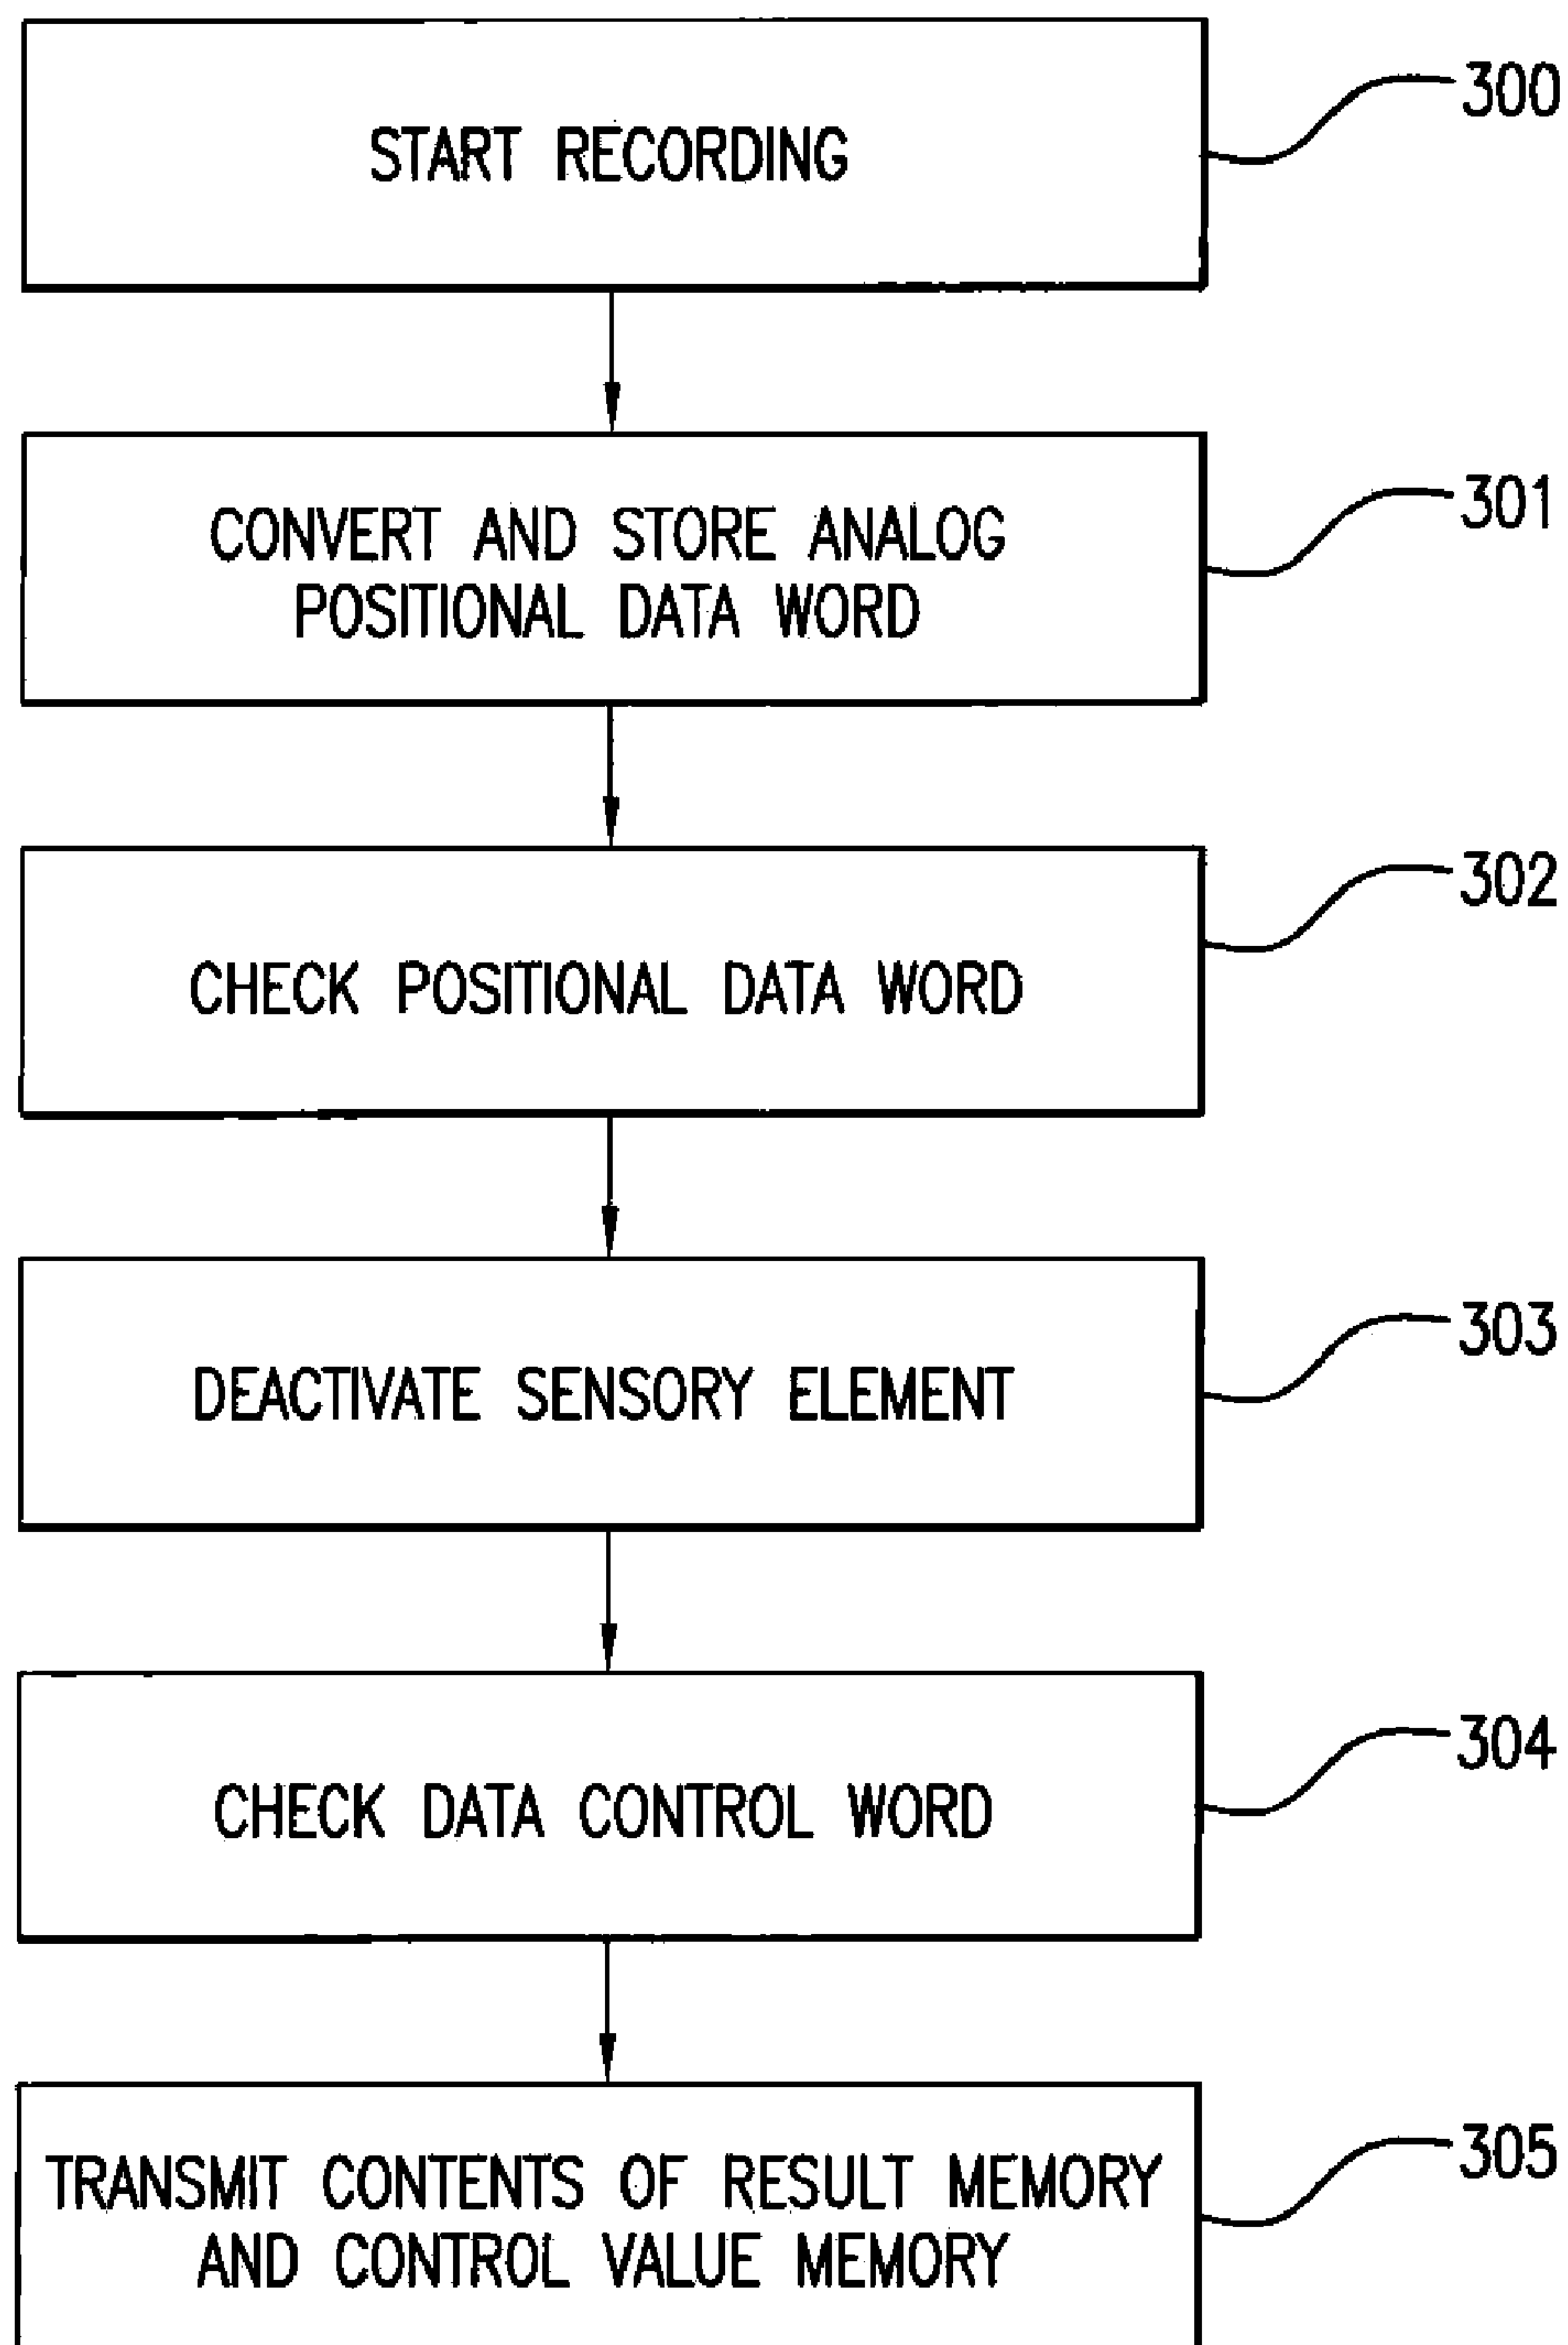 START RECORDING
300
CONVERT AND STORE ANALOG
POSITIONAL DATA WORD
301
CHECK POSITIONAL DATA WORD
302
DEACTIVATE SENSORY ELEMENT
303
CHECK DATA CONTROL WORD
304
TRANSMIT CONTENTS OF RESULT MEMORY
AND CONTROL VALUE MEMORY
305